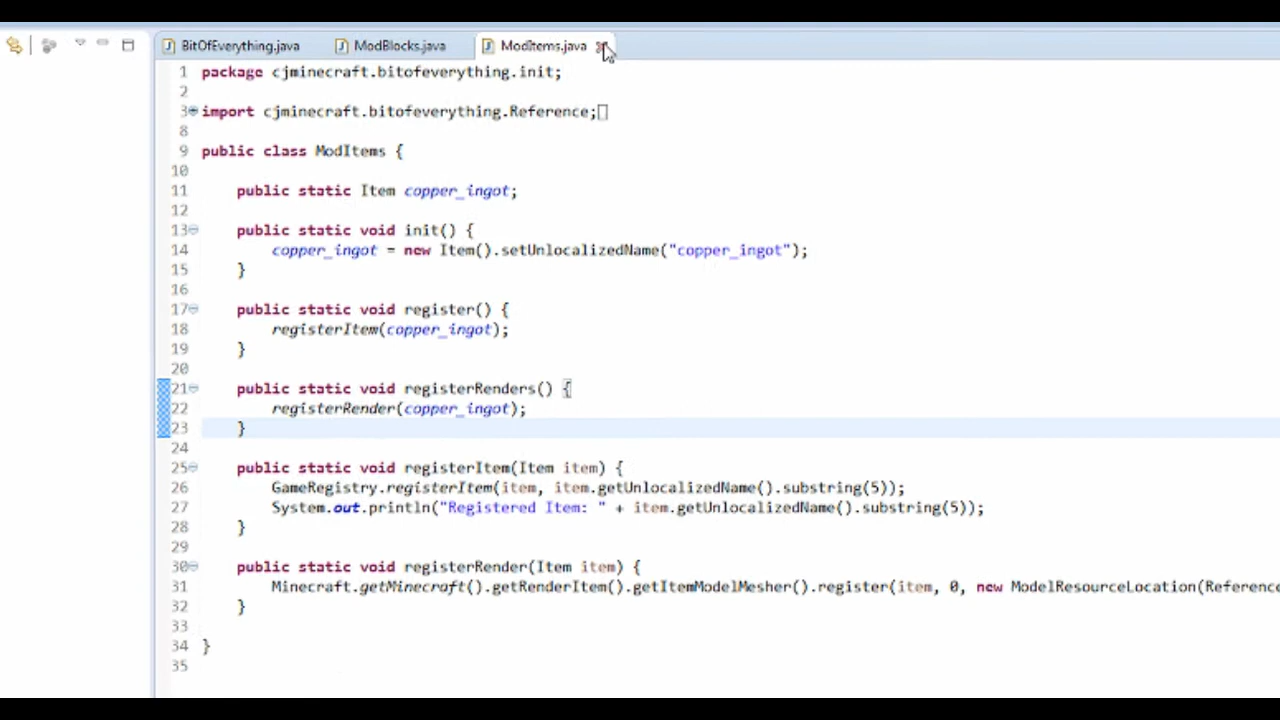 BitOfEverything.java ModBlocks.java ModItems.java
1 package cjminecraft.bitofeverything.init;
2
3 import cjminecraft.bitofeverything.Reference;
8
9 public class ModItems {
10
11 public static Item copper_ingot;
12
13 public static void init() {
14 copper_ingot = new Item().setUnlocalizedName("copper_ingot");
15 }
16
17 public static void register() {
18 registerItem(copper_ingot);
19 }
20
21 public static void registerRenders() {
22 registerRender(copper_ingot);
23 }
24
25 public static void registerItem(Item item) {
26 GameRegistry.registerItem(item, item.getUnlocalizedName().substring(5));
27 System.out.println("Registered Item: " + item.getUnlocalizedName().substring(5));
28 }
29
30 public static void registerRender(Item item) {
31 Minecraft.getMinecraft().getRenderItem().getItemModelMesher().register(item, 0, new ModelResourceLocation(Reference
32 }
33
34 }
35